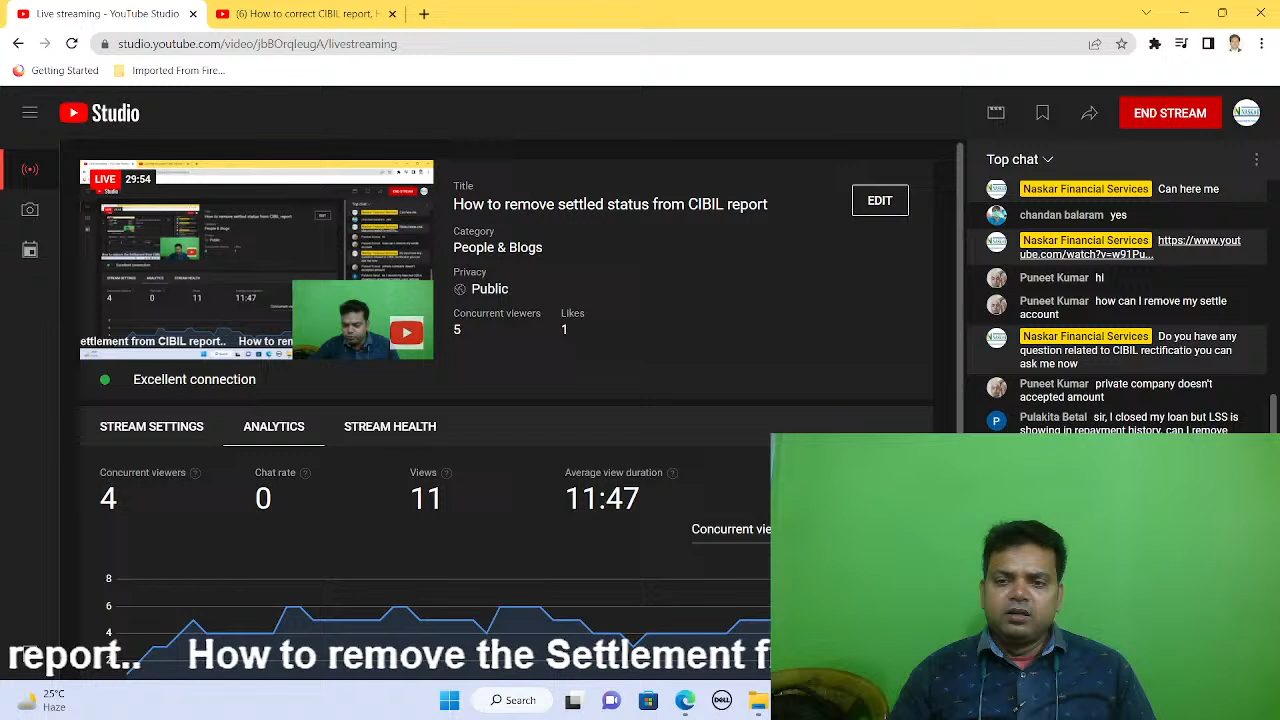 Live streaming - YouTube Studio
(6) How to correct CIBIL report, H
studio.youtube.com/video/jbBOrqleugA/livestreaming
Getting Started
Imported From Fire...
Studio
END STREAM
LIVE 29:54
Title
How to remove settled status from CIBIL report
EDIT
Category
People & Blogs
Privacy
Public
Concurrent viewers
Likes
5
1
Excellent connection
STREAM SETTINGS
ANALYTICS
STREAM HEALTH
Concurrent viewers
Chat rate
Views
Average view duration
4
0
11
11:47
Concurrent vie
8
6
4
2
Top chat
Naskar Financial Services Can here me
chandan balaram yes
Naskar Financial Services https://www.yout
ube.com/watch?v=w91Pu...
Puneet Kumar hi
Puneet Kumar how can I remove my settle
account
Naskar Financial Services Do you have any
question related to CIBIL rectificatio you can
ask me now
Puneet Kumar private company doesn't
accepted amount
Pulakita Betal sir, I closed my loan but LSS is
showing in repayment history, can I remove
report.. How to remove the Settlement f
25°C
Haze
Search
DELL